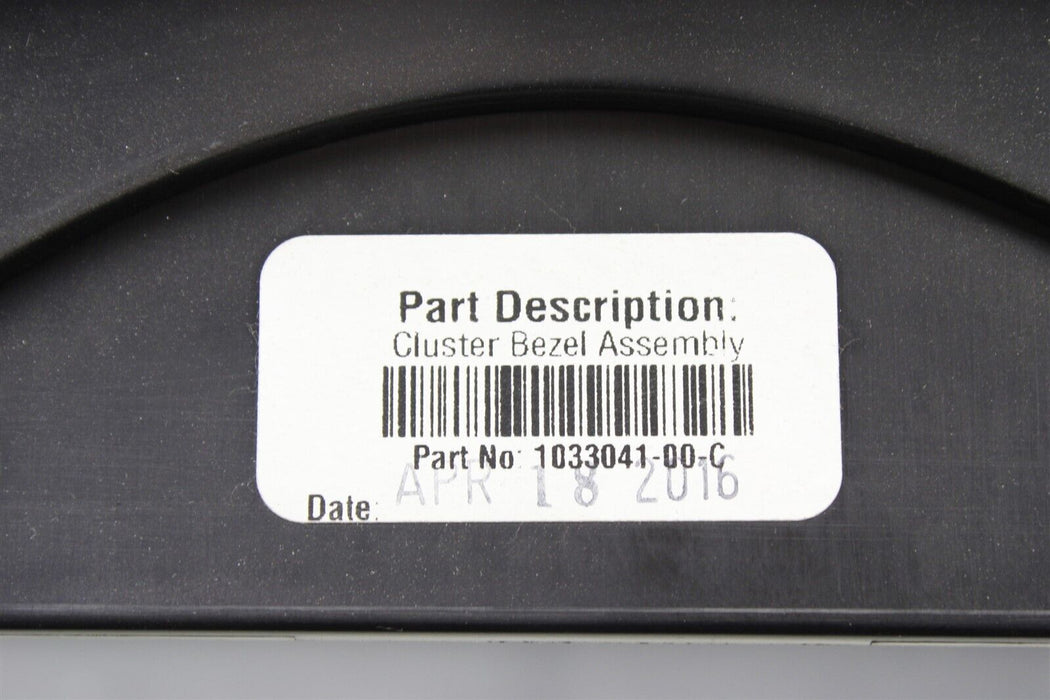 Part Description:
Cluster Bezel Assembly
Part No: 1033041-00-C
Date: APR 18 2016